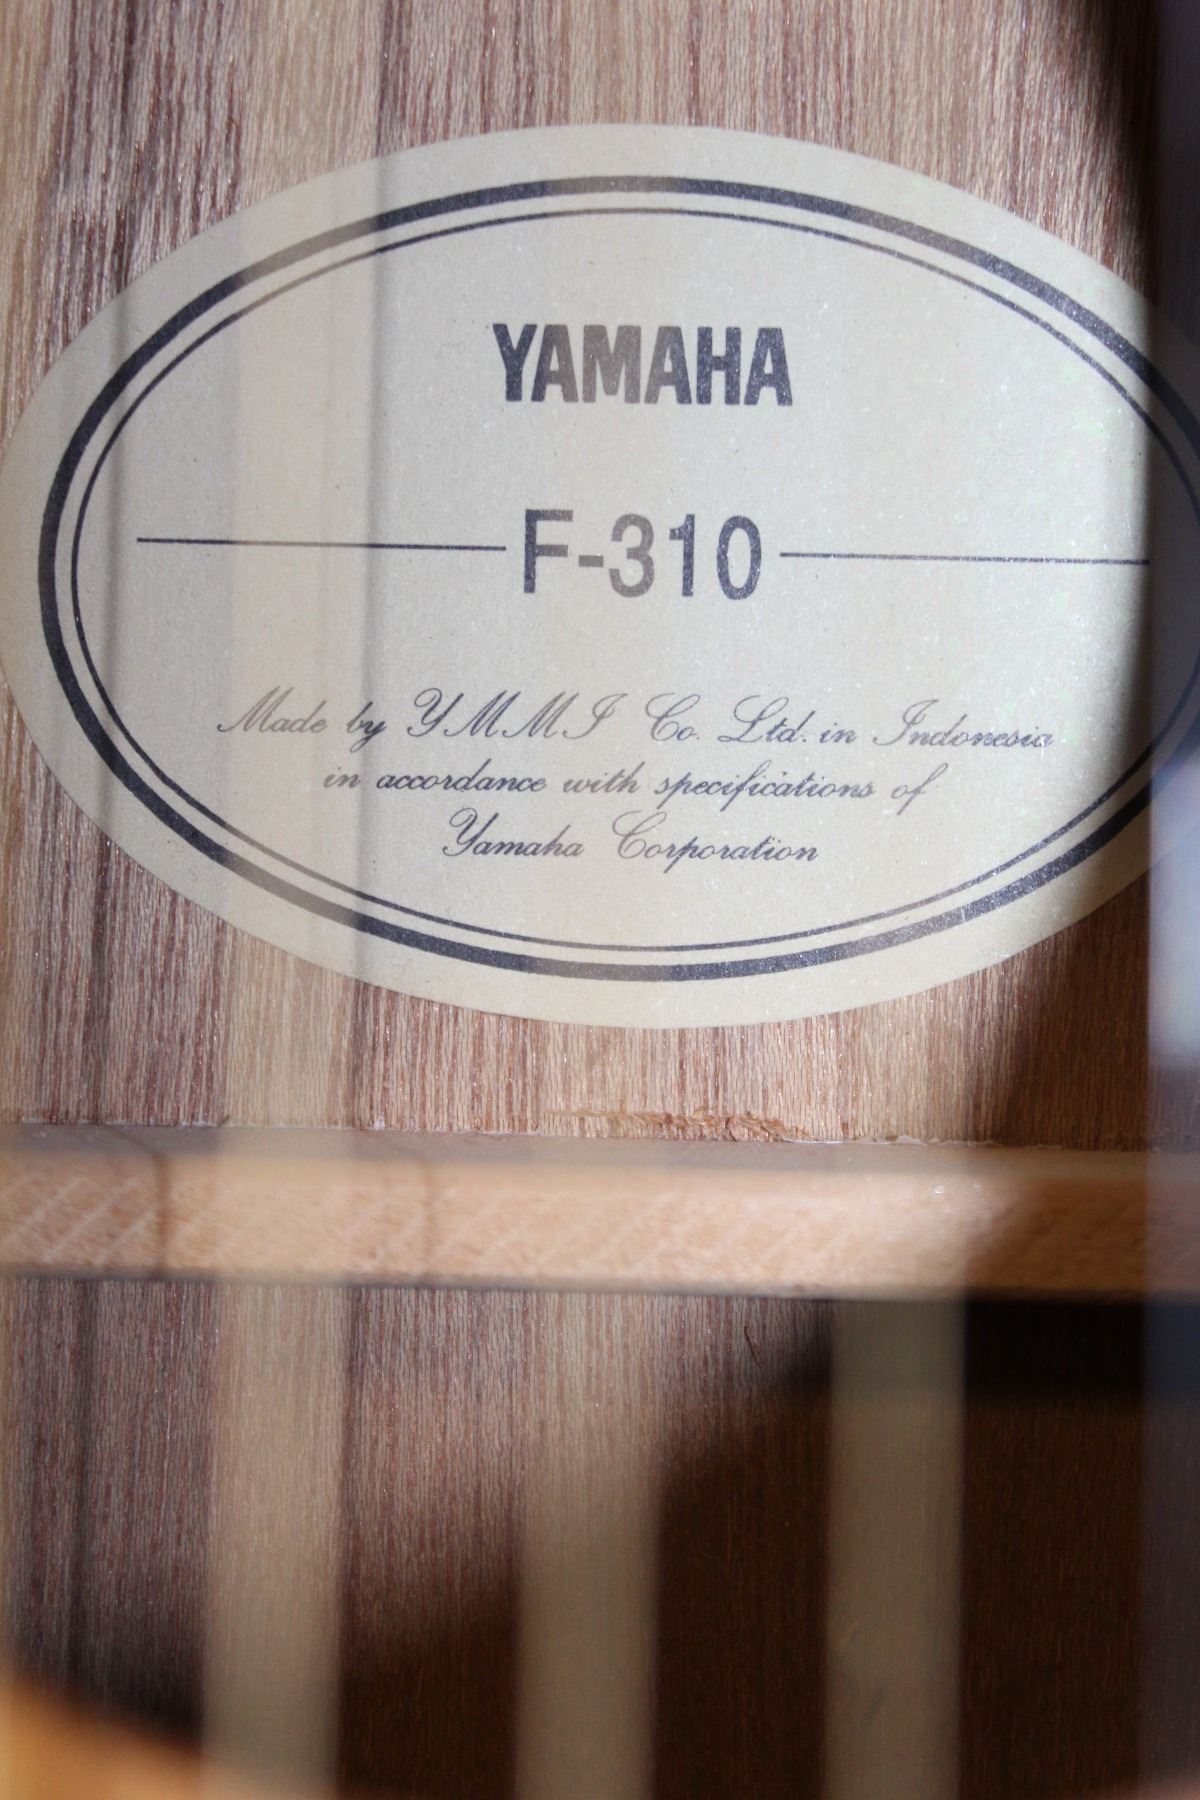 YAMAHA
F-310
Made by YMMI Co. Ltd. in Indonesia
in accordance with specifications of
Yamaha Corporation